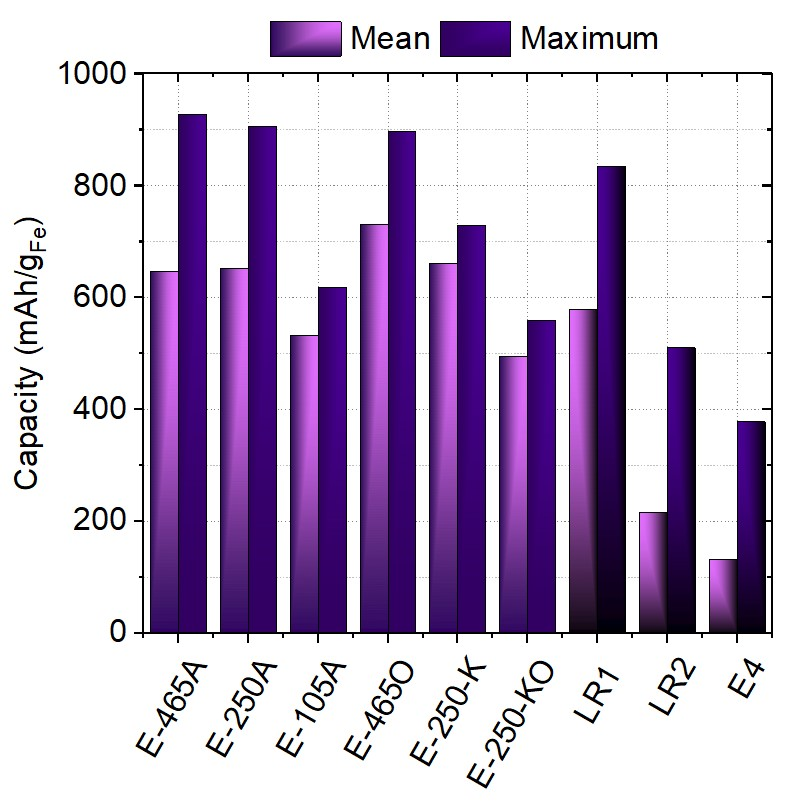 Mean Maximum
1000
800
600
400
200
0
Capacity (mAh/gFe)
E-465A
E-250A
E-105A
E-465O
E-250-K
E-250-KO
LR1
LR2
E4